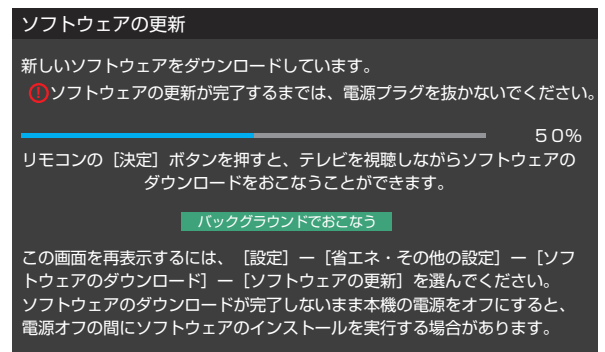 ソフトウェアの更新
新しいソフトウェアをダウンロードしています。
!ソフトウェアの更新が完了するまでは、電源プラグを抜かないでください。
50%
リモコンの［決定］ボタンを押すと、テレビを視聴しながらソフトウェアの
ダウンロードをおこなうことができます。
バックグラウンドでおこなう
この画面を再表示するには、［設定］ー［省エネ・その他の設定］ー［ソフ
トウェアのダウンロード］ー［ソフトウェアの更新］を選んでください。
ソフトウェアのダウンロードが完了しないまま本機の電源をオフにすると、
電源オフの間にソフトウェアのインストールを実行する場合があります。